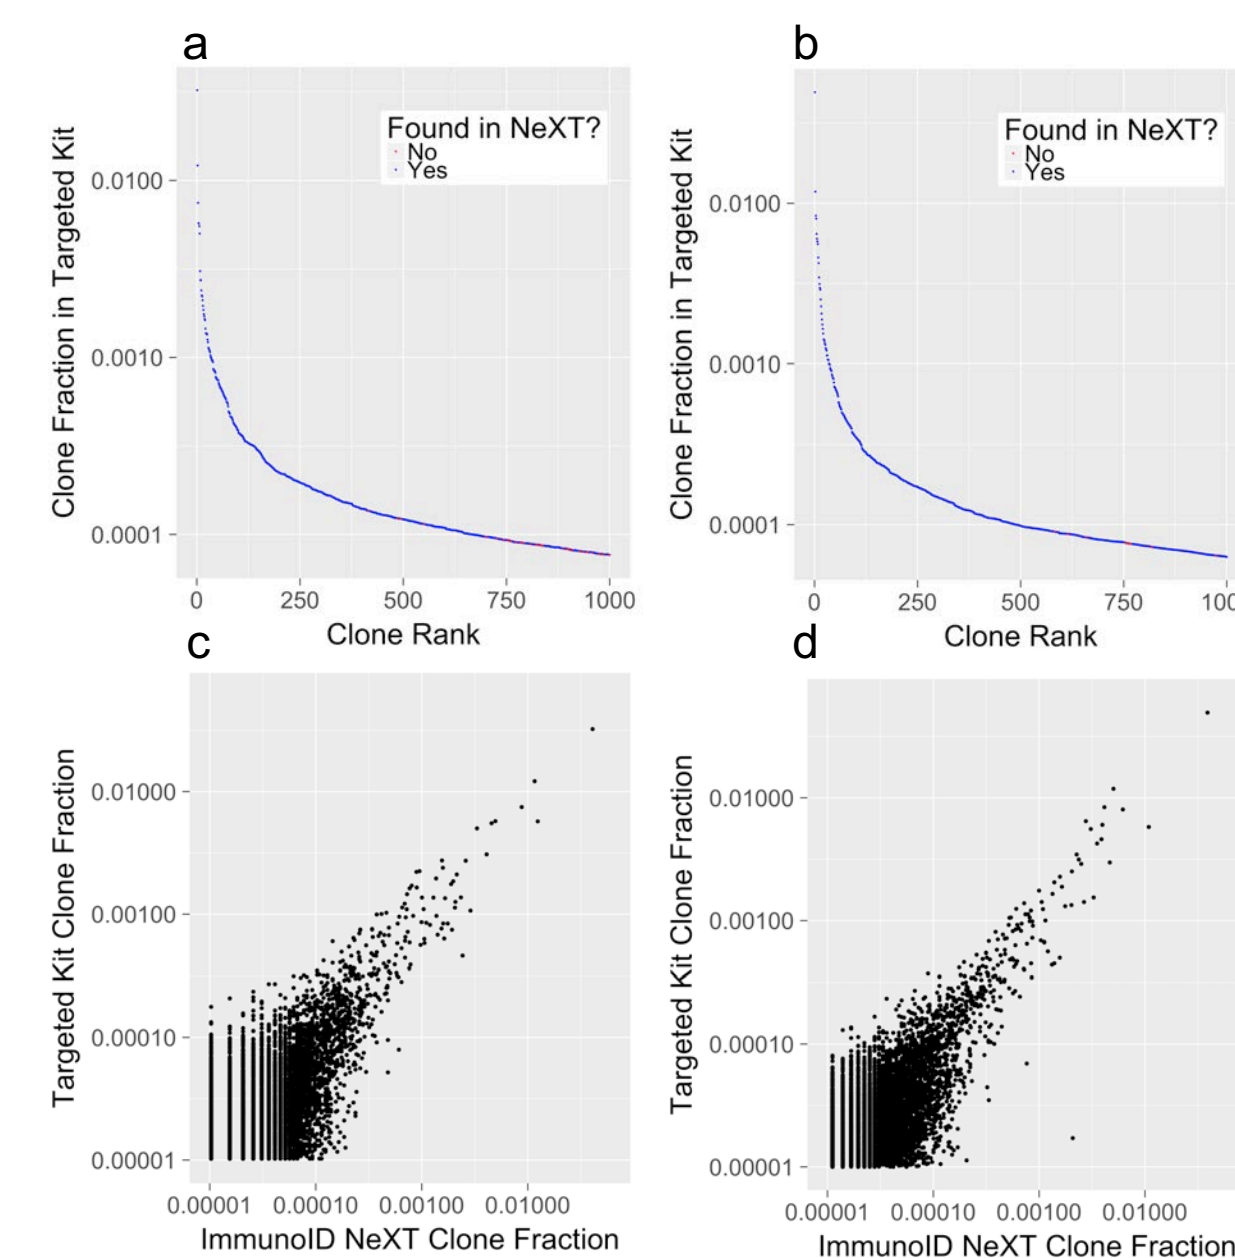 a
Clone Fraction in Targeted Kit
0.0100
0.0010
0.0001
Found in NeXT?
No
Yes
0 250 500 750 1000
Clone Rank
b
Clone Fraction in Targeted Kit
0.0100
0.0010
0.0001
Found in NeXT?
No
Yes
0 250 500 750 100
Clone Rank
c
Targeted Kit Clone Fraction
0.01000
0.00100
0.00010
0.00001
0.00001 0.00010 0.00100 0.01000
ImmunoID NeXT Clone Fraction
d
Targeted Kit Clone Fraction
0.01000
0.00100
0.00010
0.00001
0.00001 0.00010 0.00100 0.01000
ImmunoID NeXT Clone Fraction